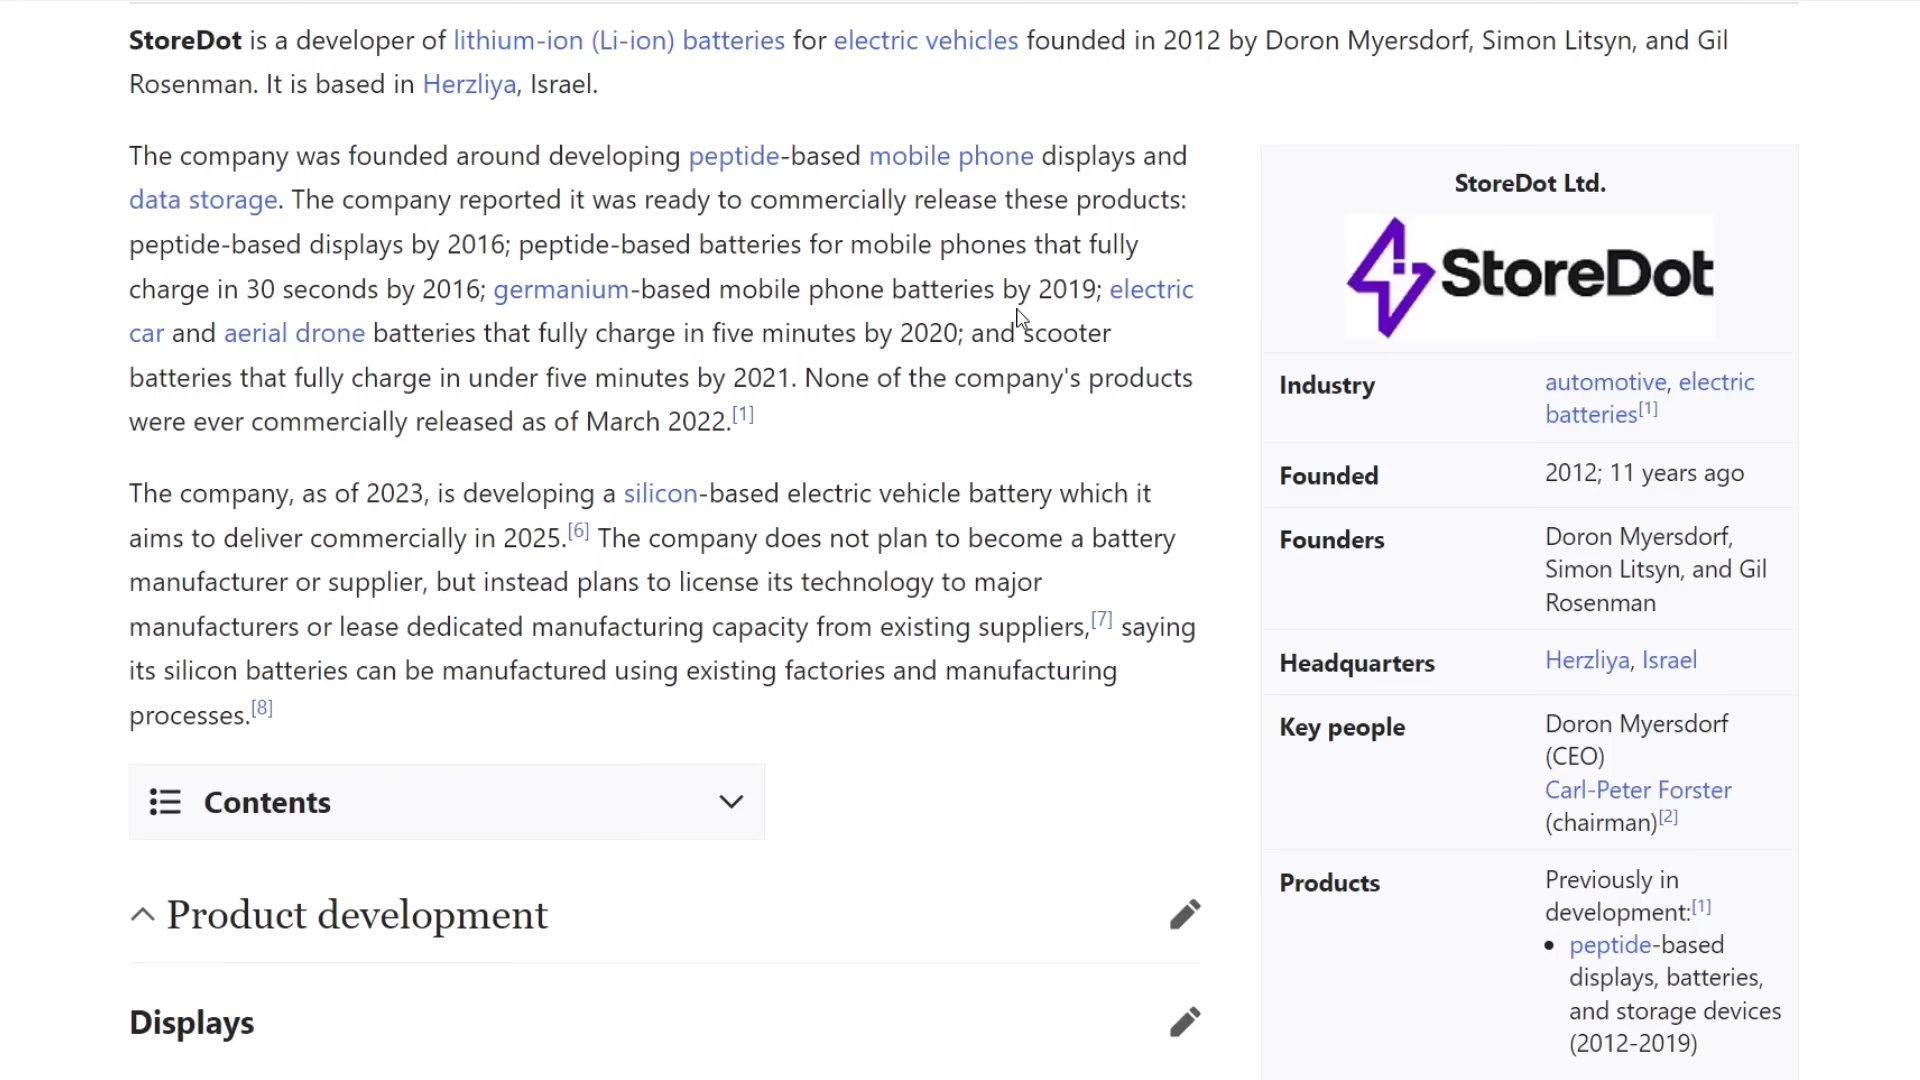 StoreDot is a developer of lithium-ion (Li-ion) batteries for electric vehicles founded in 2012 by Doron Myersdorf, Simon Litsyn, and Gil
Rosenman. It is based in Herzliya, Israel.
The company was founded around developing peptide-based mobile phone displays and
data storage. The company reported it was ready to commercially release these products:
peptide-based displays by 2016; peptide-based batteries for mobile phones that fully
charge in 30 seconds by 2016; germanium-based mobile phone batteries by 2019; electric
car and aerial drone batteries that fully charge in five minutes by 2020; and scooter
batteries that fully charge in under five minutes by 2021. None of the company's products
were ever commercially released as of March 2022.[1]
The company, as of 2023, is developing a silicon-based electric vehicle battery which it
aims to deliver commercially in 2025.[6] The company does not plan to become a battery
manufacturer or supplier, but instead plans to license its technology to major
manufacturers or lease dedicated manufacturing capacity from existing suppliers,[7] saying
its silicon batteries can be manufactured using existing factories and manufacturing
processes.[8]
Contents
Product development
Displays
StoreDot Ltd.
StoreDot
Industry
automotive, electric
batteries[1]
Founded
2012; 11 years ago
Founders
Doron Myersdorf,
Simon Litsyn, and Gil
Rosenman
Headquarters
Herzliya, Israel
Key people
Doron Myersdorf
(CEO)
Carl-Peter Forster
(chairman)[2]
Products
Previously in
development:[1]
• peptide-based
displays, batteries,
and storage devices
(2012-2019)